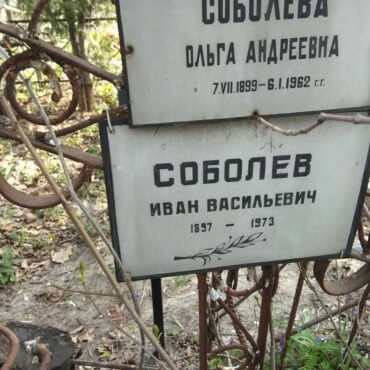 СОБОЛЕВА
ОЛЬГА АНДРЕЕВНА
7.VII.1899-6.I.1962 г.г.
СОБОЛЕВ
ИВАН ВАСИЛЬЕВИЧ
1897 - 1973